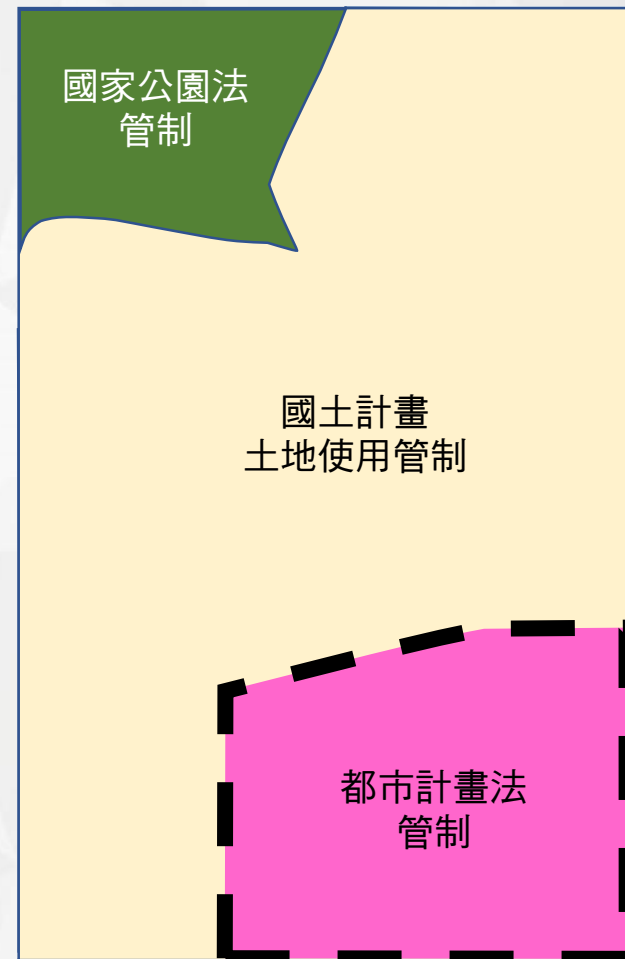 國家公園法
管制
國土計畫
土地使用管制
都市計畫法
管制